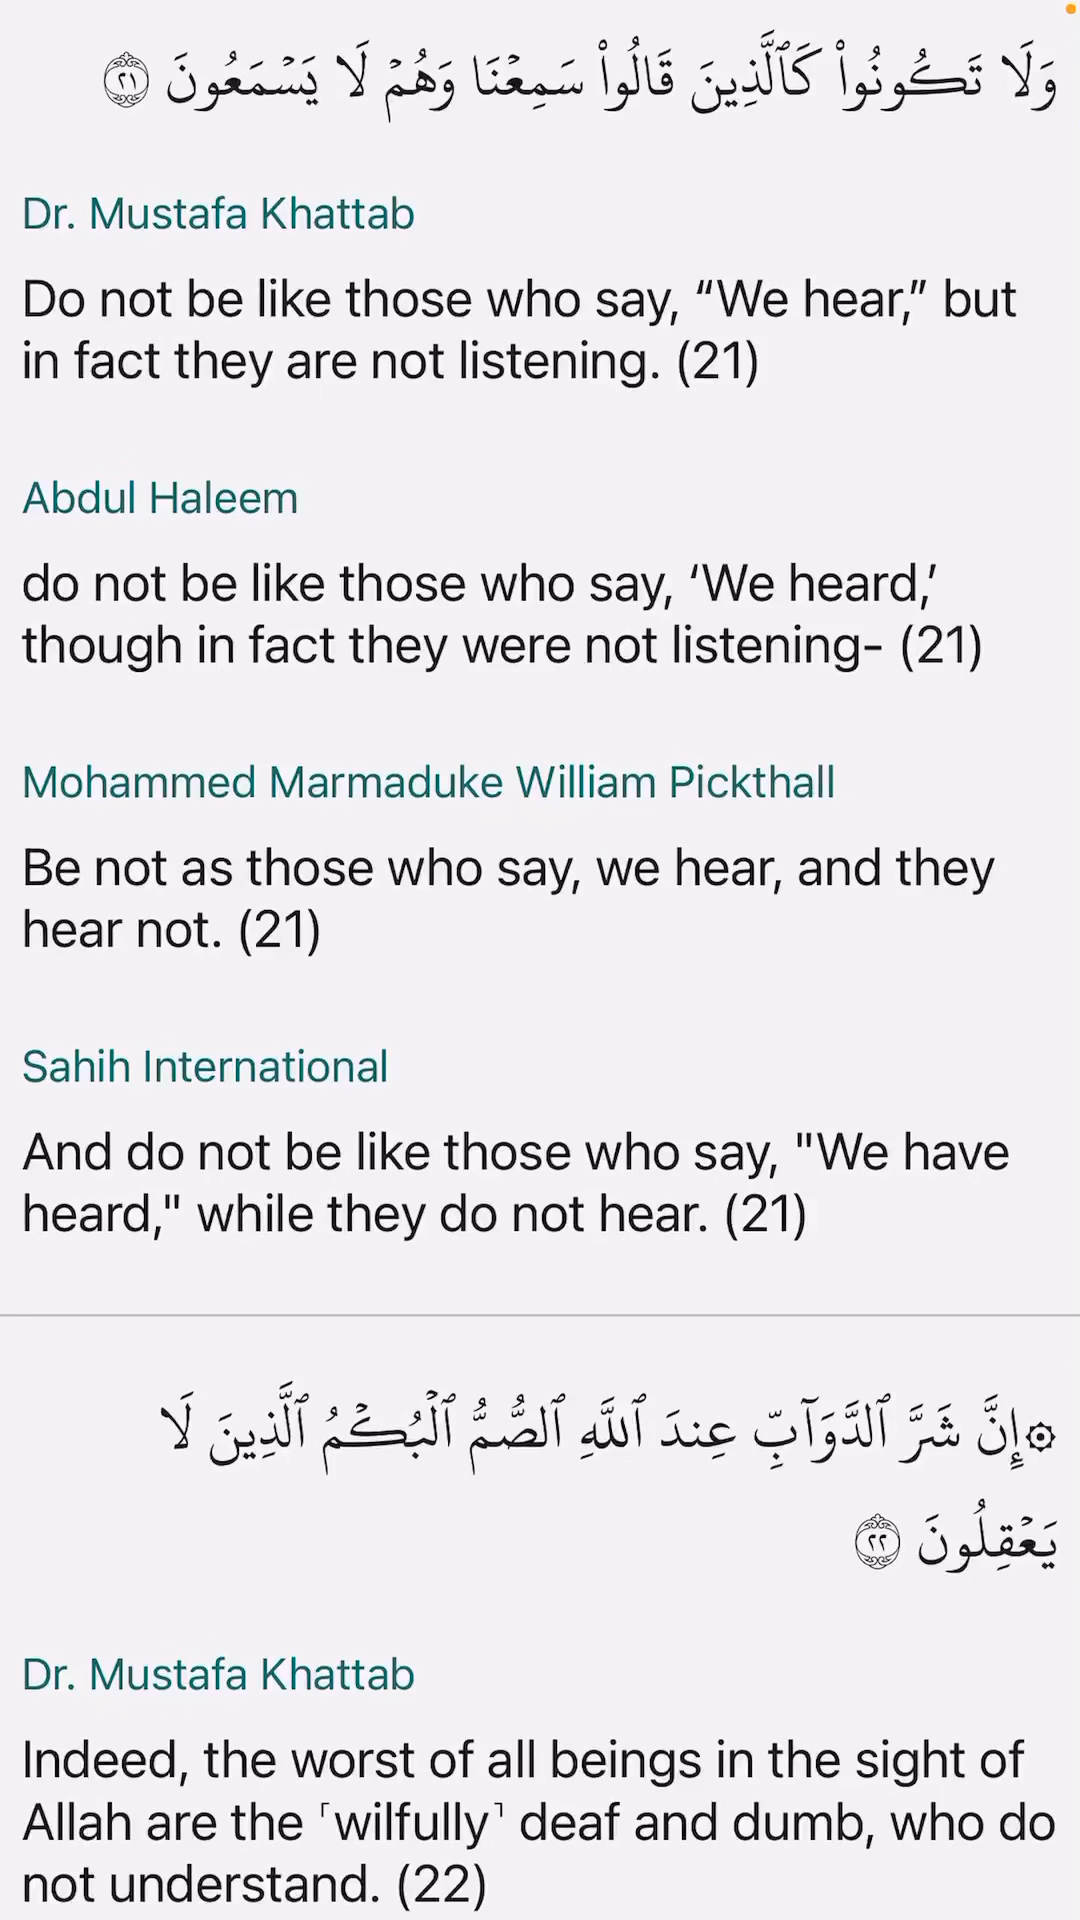 وَلَا تَكُونُوا۟ كَٱلَّذِينَ قَالُوا۟ سَمِعْنَا وَهُمْ لَا يَسْمَعُونَ ٢١
Dr. Mustafa Khattab
Do not be like those who say, “We hear,” but
in fact they are not listening. (21)
Abdul Haleem
do not be like those who say, ‘We heard,’
though in fact they were not listening- (21)
Mohammed Marmaduke William Pickthall
Be not as those who say, we hear, and they
hear not. (21)
Sahih International
And do not be like those who say, "We have
heard," while they do not hear. (21)
۞إِنَّ شَرَّ ٱلدَّوَآبِّ عِندَ ٱللَّهِ ٱلصُّمُّ ٱلْبُكْمُ ٱلَّذِينَ لَا
يَعْقِلُونَ ٢٢
Dr. Mustafa Khattab
Indeed, the worst of all beings in the sight of
Allah are the ˹wilfully˺ deaf and dumb, who do
not understand. (22)